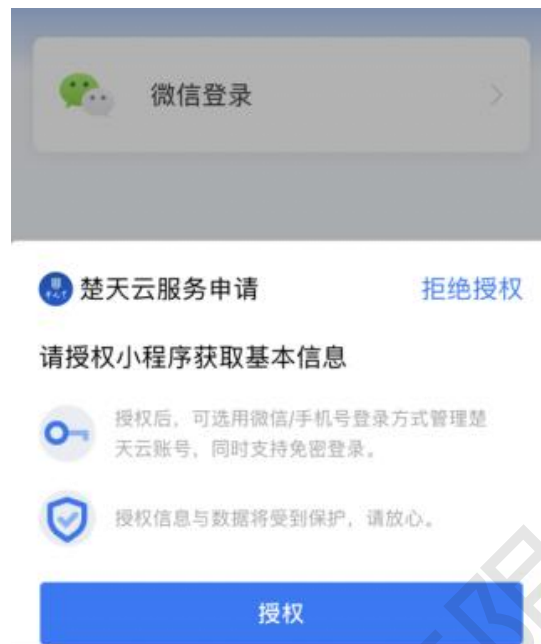 微信登录
楚天云服务申请 拒绝授权
请授权小程序获取基本信息
授权后，可选用微信/手机号登录方式管理楚
天云账号，同时支持免密登录。
授权信息与数据将受到保护，请放心。
授权